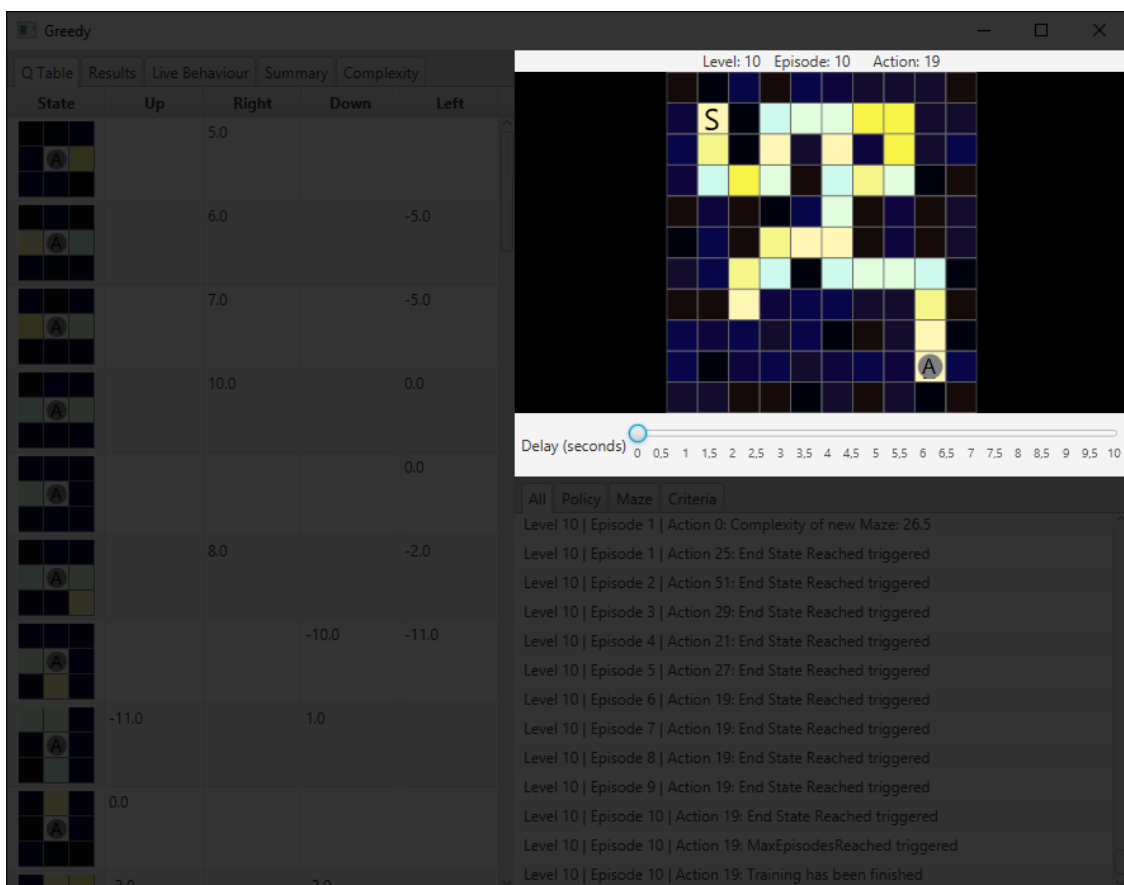 Greedy
Q Table Results Live Behaviour Summary Complexity
State Up Right Down Left
A 5.0
A 6.0 -5.0
A 7.0 -5.0
A 10.0 0.0
A 0.0
A 8.0 -2.0
A -10.0 -11.0
A -11.0 1.0
A 0.0
Level: 10 Episode: 10 Action: 19
S
A
Delay (seconds)
0 0,5 1 1,5 2 2,5 3 3,5 4 4,5 5 5,5 6 6,5 7 7,5 8 8,5 9 9,5 10
All Policy Maze Criteria
Level 10 | Episode 1 | Action 0: Complexity of new Maze: 26.5
Level 10 | Episode 1 | Action 25: End State Reached triggered
Level 10 | Episode 2 | Action 51: End State Reached triggered
Level 10 | Episode 3 | Action 29: End State Reached triggered
Level 10 | Episode 4 | Action 21: End State Reached triggered
Level 10 | Episode 5 | Action 27: End State Reached triggered
Level 10 | Episode 6 | Action 19: End State Reached triggered
Level 10 | Episode 7 | Action 19: End State Reached triggered
Level 10 | Episode 8 | Action 19: End State Reached triggered
Level 10 | Episode 9 | Action 19: End State Reached triggered
Level 10 | Episode 10 | Action 19: End State Reached triggered
Level 10 | Episode 10 | Action 19: MaxEpisodesReached triggered
Level 10 | Episode 10 | Action 19: Training has been finished